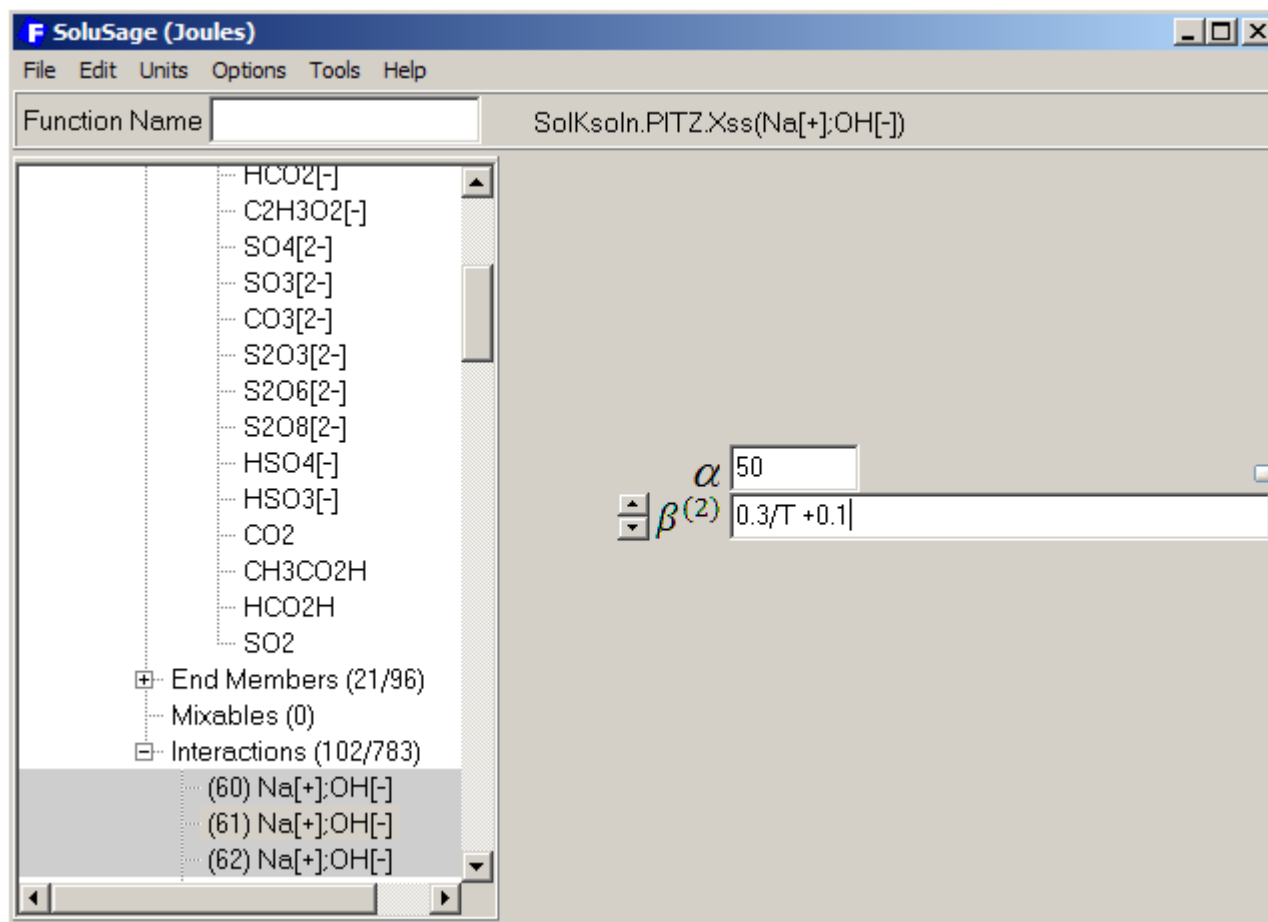 SoluSage (Joules)
File Edit Units Options Tools Help
Function Name SolKsoln.PITZ.Xss(Na[+];OH[-])
HCO2[-]
C2H3O2[-]
SO4[2-]
SO3[2-]
CO3[2-]
S2O3[2-]
S2O6[2-]
S2O8[2-]
HSO4[-]
HSO3[-]
CO2
CH3CO2H
HCO2H
SO2
End Members (21/96)
Mixables (0)
Interactions (102/783)
(60) Na[+];OH[-]
(61) Na[+];OH[-]
(62) Na[+];OH[-]
α 50
β(2) 0.3/T +0.1